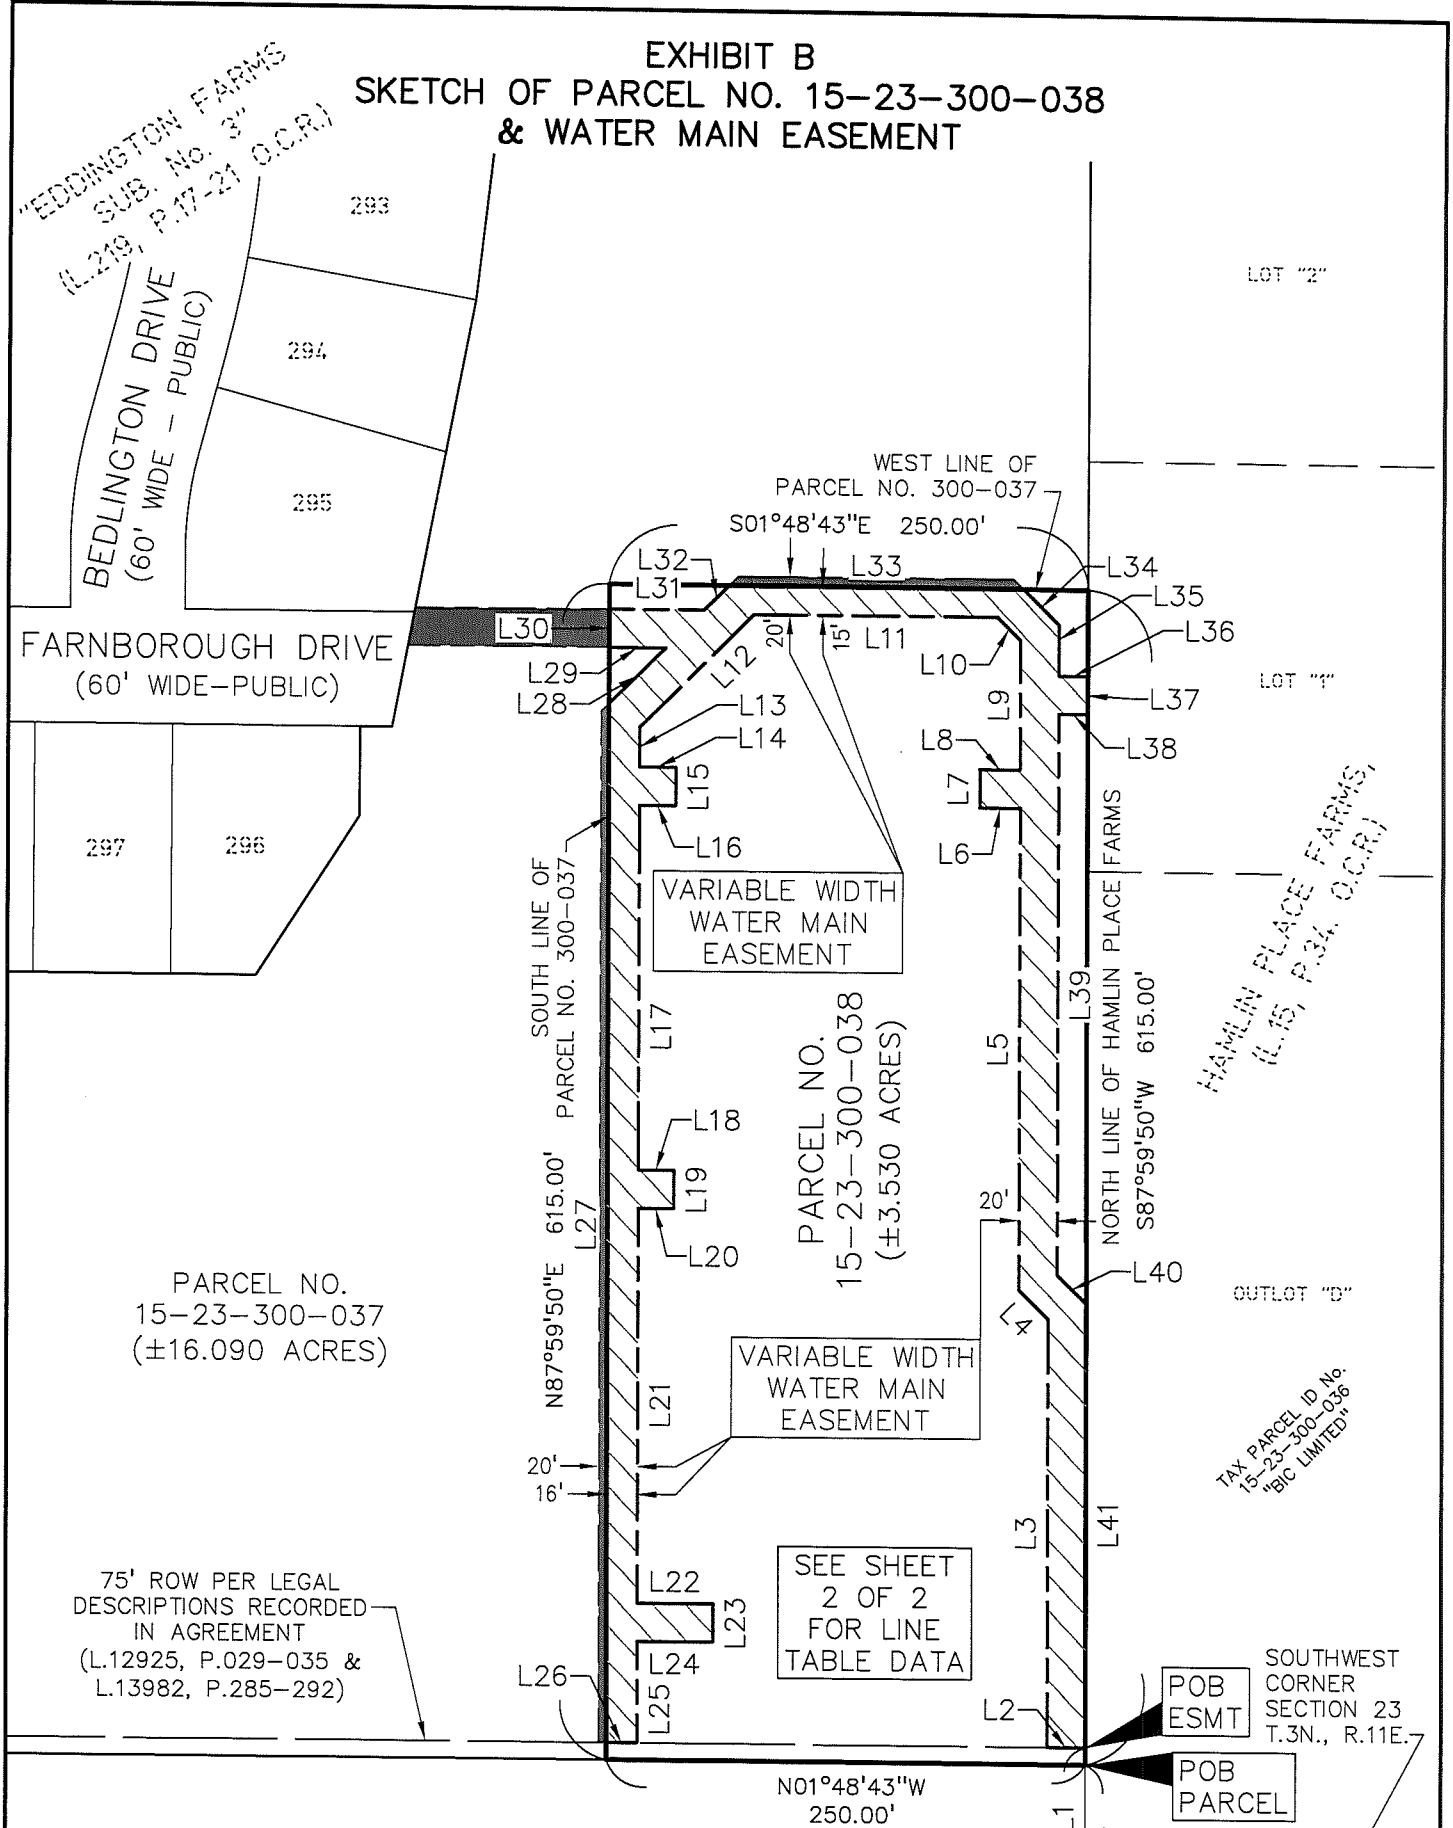 EXHIBIT B
SKETCH OF PARCEL NO. 15-23-300-038
& WATER MAIN EASEMENT
"EDDINGTON FARMS
SUB. No. 3"
(L.219, P.17-21 O.C.R.)
293
294
295
BEDLINGTON DRIVE
(60' WIDE - PUBLIC)
LOT "2"
WEST LINE OF
PARCEL NO. 300-037
S01°48'43"E 250.00'
L32
L31
L33
L34
L35
L36
L30
L29
L28
FARNBOROUGH DRIVE
(60' WIDE-PUBLIC)
L12
20'
15'
L11
L10
L9
LOT "1"
L37
L38
L13
L14
L15
L16
L8
L7
L6
297
296
SOUTH LINE OF
PARCEL NO. 300-037
N87°59'50"E 615.00'
L27
VARIABLE WIDTH
WATER MAIN
EASEMENT
L17
L18
L19
L20
PARCEL NO.
15-23-300-038
(±3.530 ACRES)
L5
L39
NORTH LINE OF HAMLIN PLACE FARMS
S87°59'50"W 615.00'
HAMLIN PLACE FARMS,
(L.15, P.34, O.C.R.)
20'
L40
L4
OUTLOT "D"
PARCEL NO.
15-23-300-037
(±16.090 ACRES)
VARIABLE WIDTH
WATER MAIN
EASEMENT
L21
20'
16'
TAX PARCEL ID No.
15-23-300-036
"BIC LIMITED"
L3
L41
75' ROW PER LEGAL
DESCRIPTIONS RECORDED
IN AGREEMENT
(L.12925, P.029-035 &
L.13982, P.285-292)
L22
L23
L24
L25
L26
SEE SHEET
2 OF 2
FOR LINE
TABLE DATA
L2
POB
ESMT
SOUTHWEST
CORNER
SECTION 23
T.3N., R.11E.
POB
PARCEL
N01°48'43"W
250.00'
L1